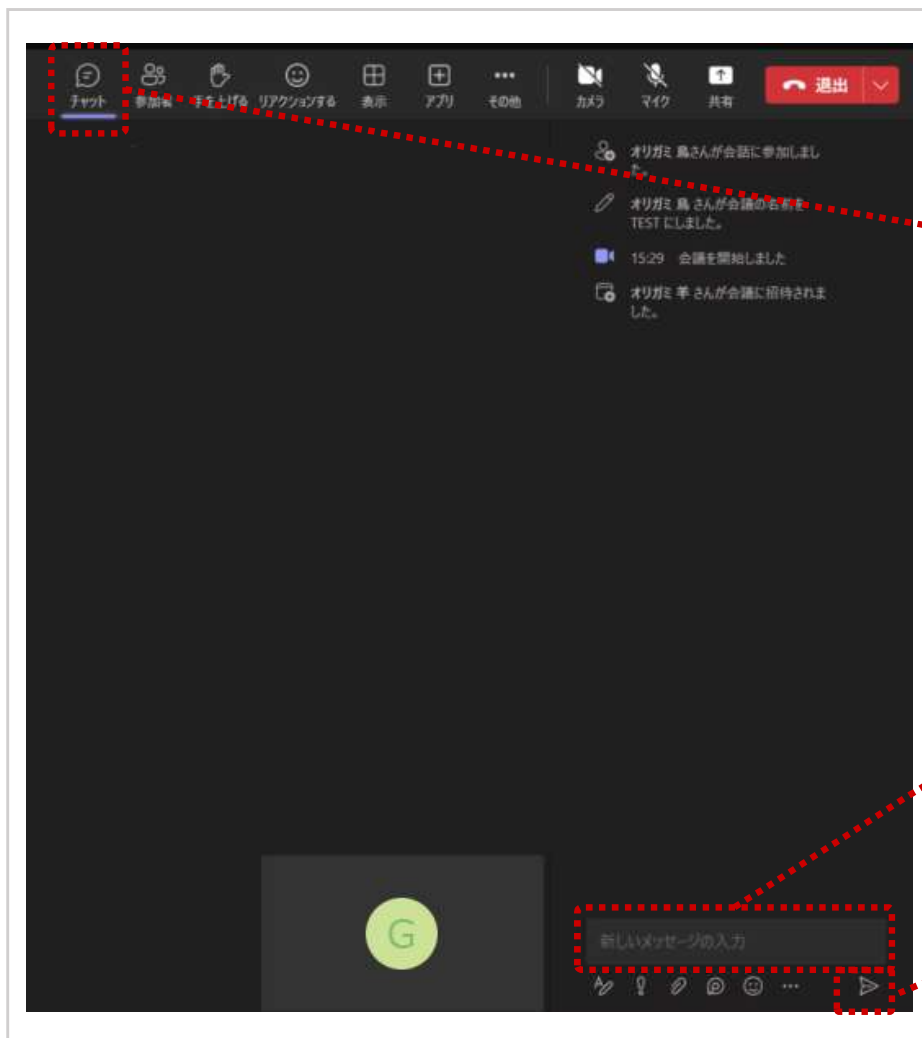 チャット 参加者 手を上げる リアクションする 表示 アプリ その他 カメラ マイク 共有 退出
オリガミ 鳥さんが会話に参加しまし
た。
オリガミ 鳥 さんが会議の名前を
TEST にしました。
15:29 会議を開始しました
オリガミ 羊 さんが会議に招待されま
した。
G
新しいメッセージの入力